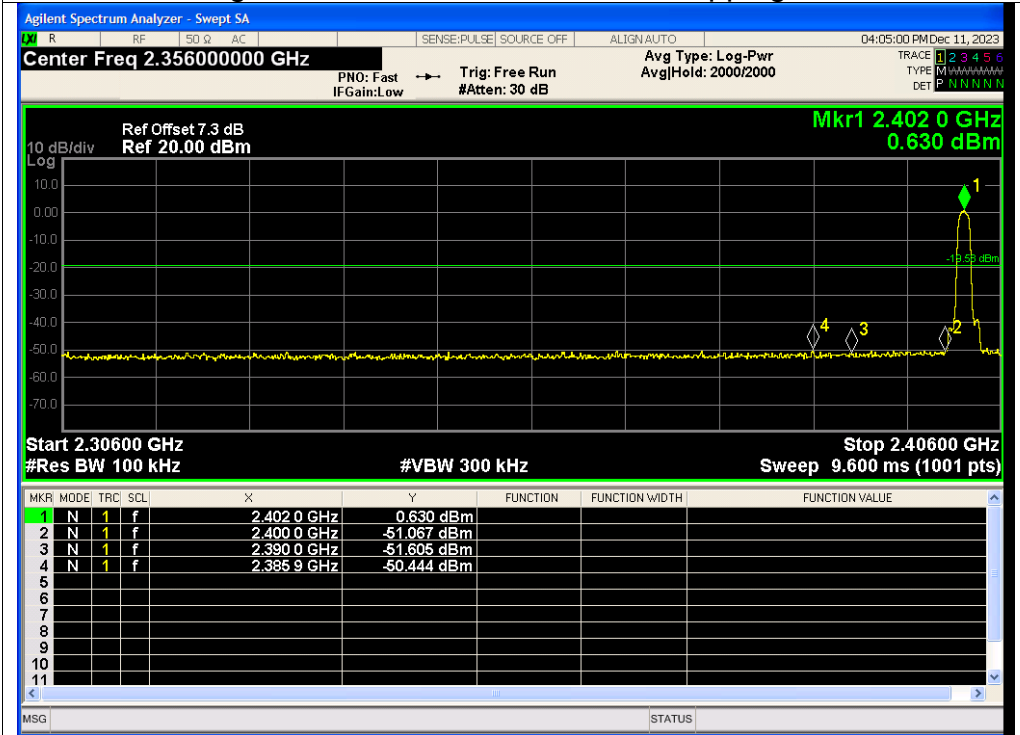 Agilent Spectrum Analyzer - Swept SA
LXI R RF 50 Ω AC SENSE:PULSE SOURCE OFF ALIGN AUTO 04:05:00 PM Dec 11, 2023
Center Freq 2.356000000 GHz
PNO: Fast
IFGain:Low
Trig: Free Run
#Atten: 30 dB
Avg Type: Log-Pwr
Avg|Hold: 2000/2000
TRACE 1 2 3 4 5 6
TYPE M
DET P N N N N N
Mkr1 2.402 0 GHz
0.630 dBm
Ref Offset 7.3 dB
10 dB/div Ref 20.00 dBm
Log
10.0
0.00
-10.0
-20.0
-30.0
-40.0
-50.0
-60.0
-70.0
1
4
3
2
Start 2.30600 GHz Stop 2.40600 GHz
#Res BW 100 kHz #VBW 300 kHz Sweep 9.600 ms (1001 pts)
MKR MODE TRC SCL X Y FUNCTION FUNCTION WIDTH FUNCTION VALUE
1 N 1 f 2.402 0 GHz 0.630 dBm
2 N 1 f 2.400 0 GHz -51.067 dBm
3 N 1 f 2.390 0 GHz -51.605 dBm
4 N 1 f 2.385 9 GHz -50.444 dBm
5
6
7
8
9
10
11
MSG STATUS